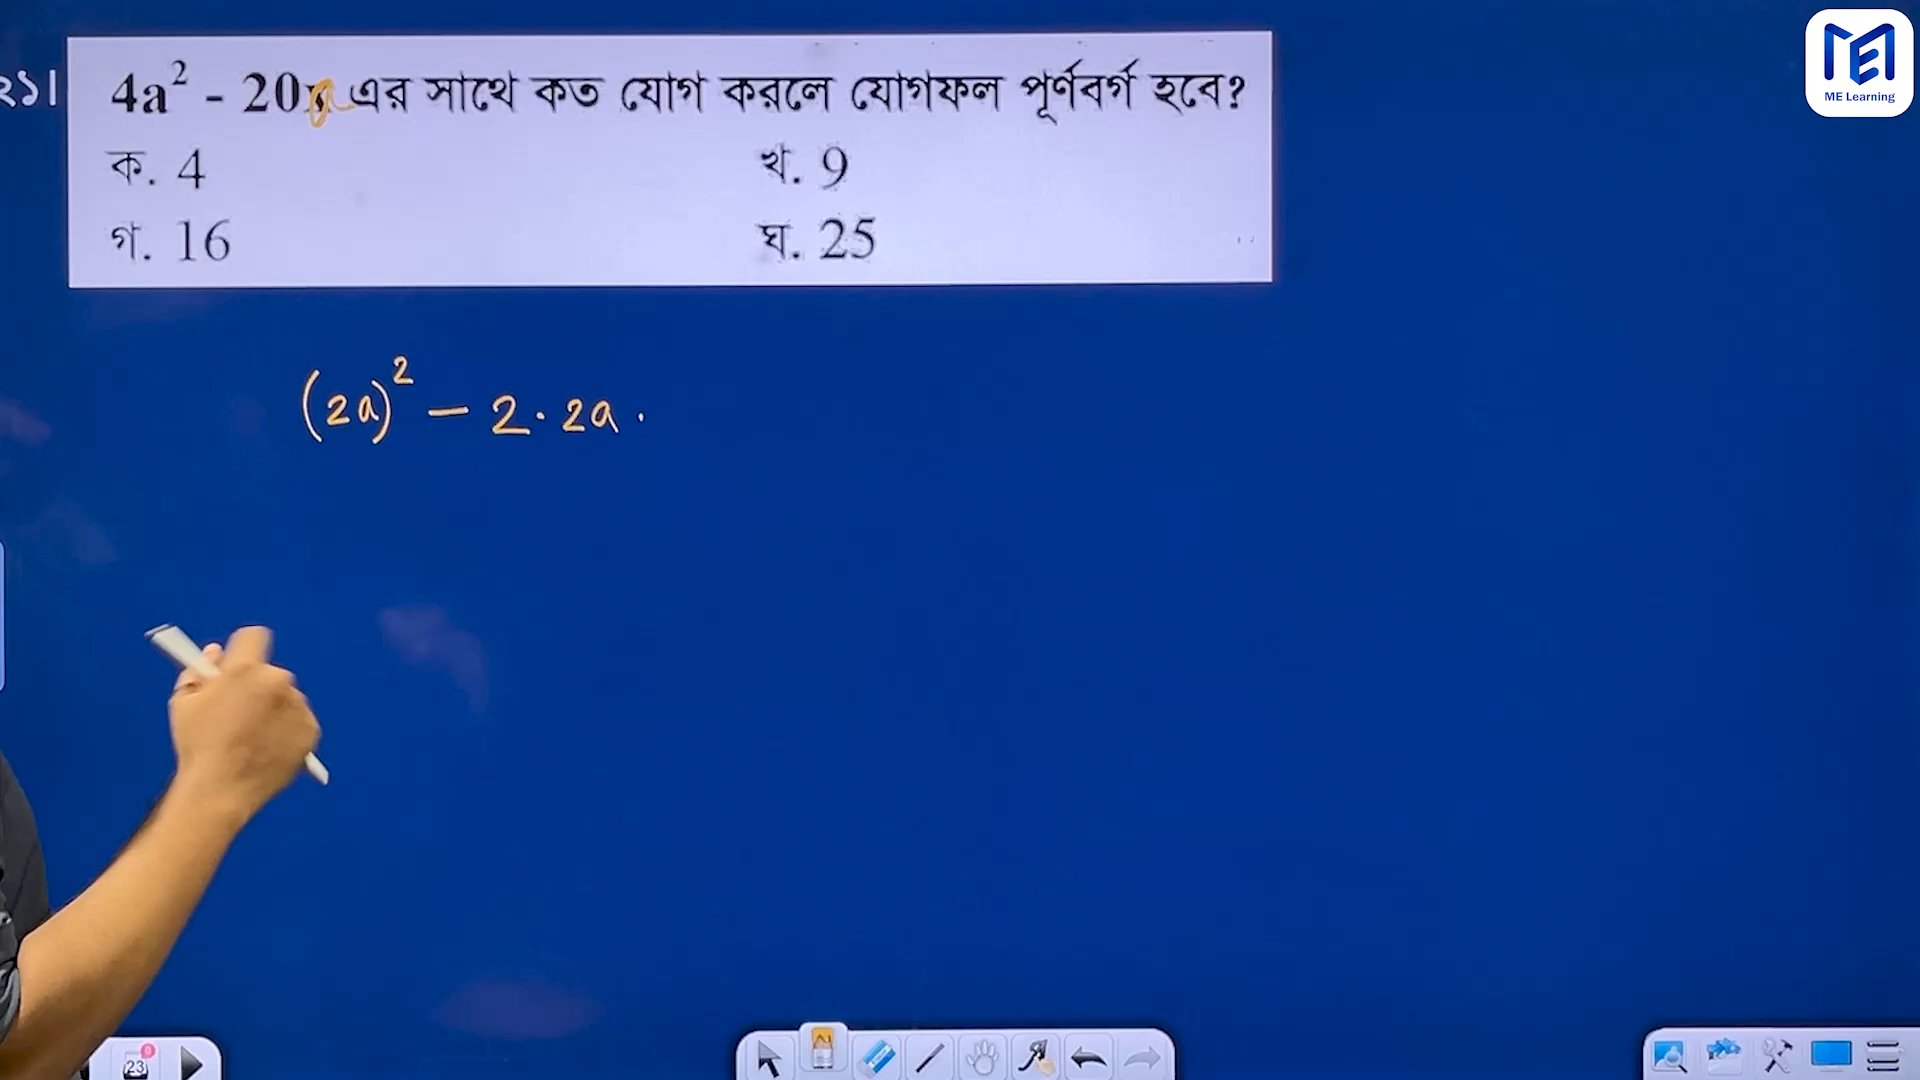 ME Learning
২১।
4a² - 20a এর সাথে কত যোগ করলে যোগফল পূর্ণবর্গ হবে?
ক. 4 খ. 9
গ. 16 ঘ. 25
(2a)² - 2·2a·
23